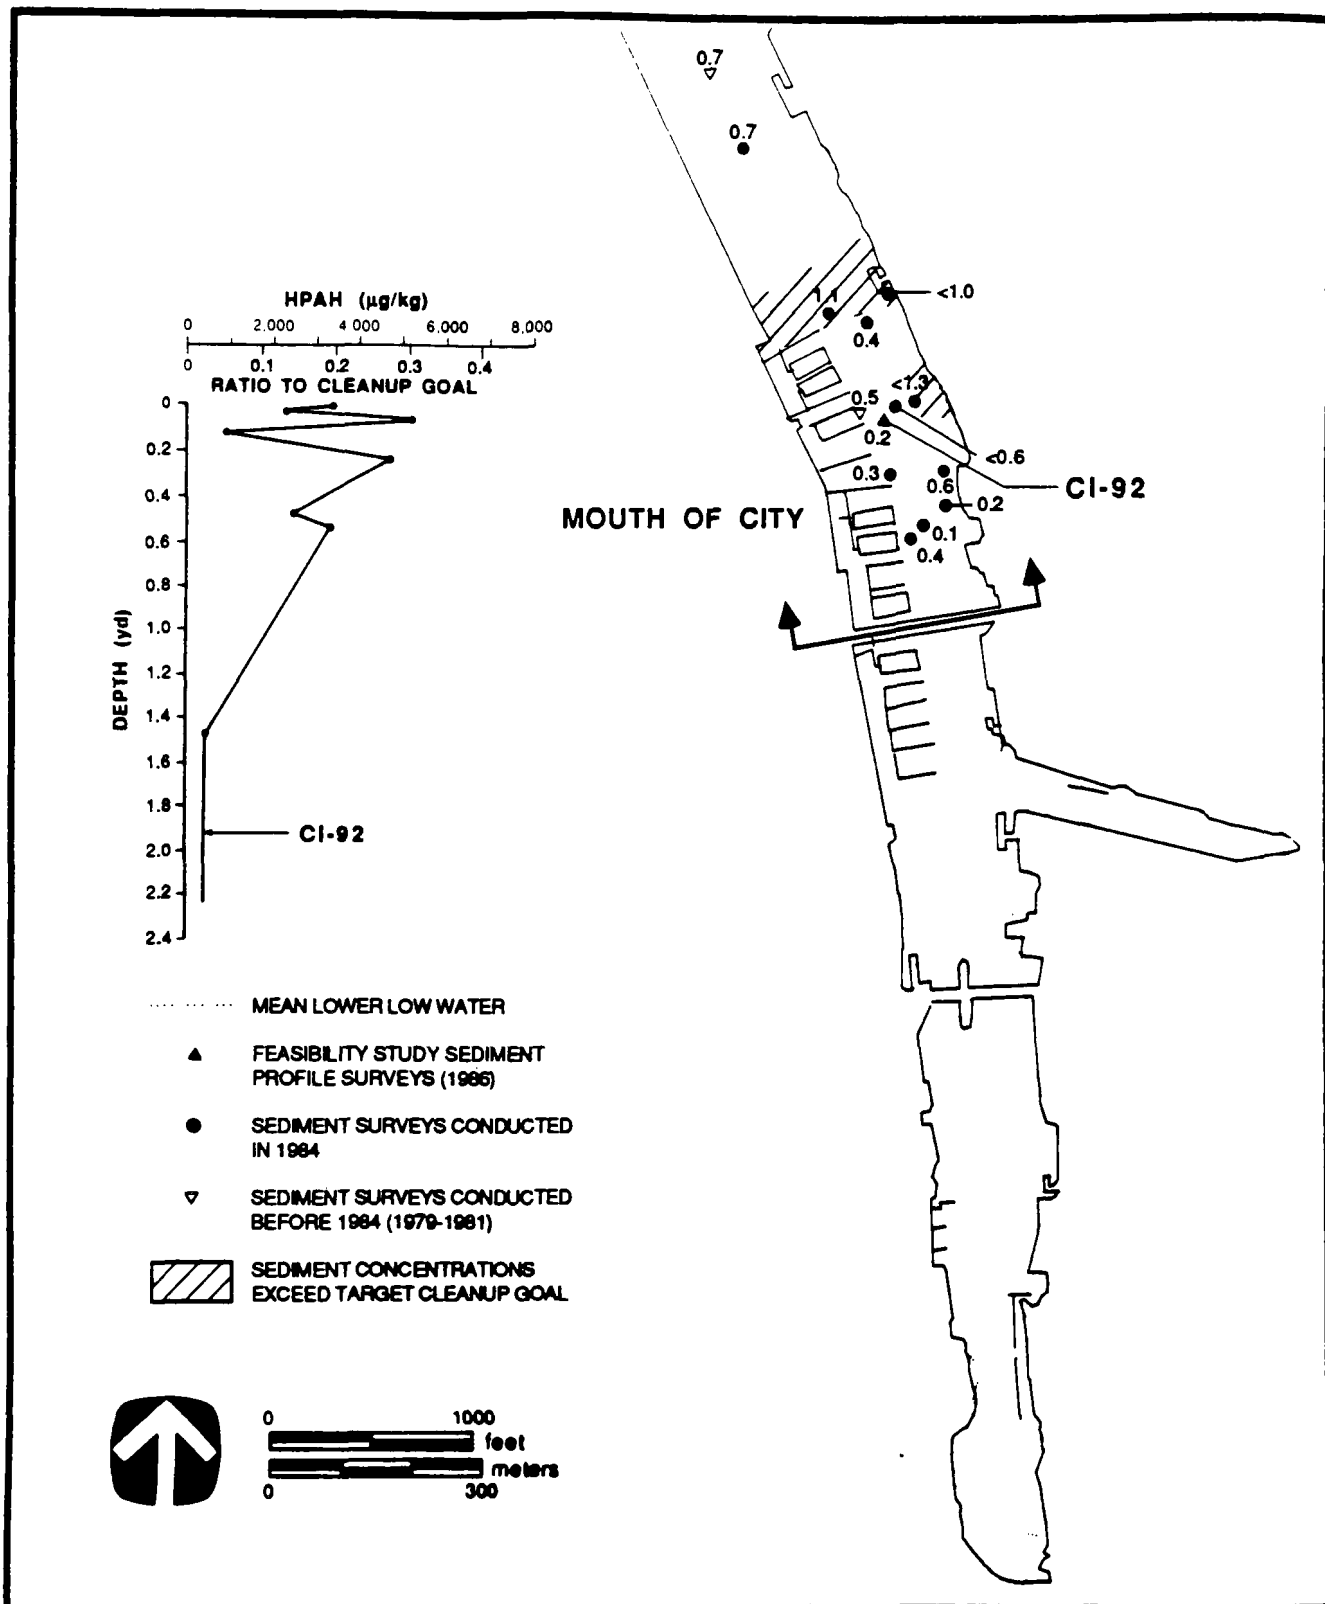 0.7
0.7
HPAH (µg/kg)
0 2,000 4 000 6,000 8,000
0 0.1 0.2 0.3 0.4
RATIO TO CLEANUP GOAL
1.1
<1.0
0.4
<1.3
0.5
0.2
<0.6
CI-92
0.3
0.6
0.2
0.1
0.4
MOUTH OF CITY
DEPTH (yd)
0
0.2
0.4
0.6
0.8
1.0
1.2
1.4
1.6
1.8
2.0
2.2
2.4
CI-92
MEAN LOWER LOW WATER
FEASIBILITY STUDY SEDIMENT
PROFILE SURVEYS (1986)
SEDIMENT SURVEYS CONDUCTED
IN 1984
SEDIMENT SURVEYS CONDUCTED
BEFORE 1984 (1979-1981)
SEDIMENT CONCENTRATIONS
EXCEED TARGET CLEANUP GOAL
0 1000
feet
meters
0 300